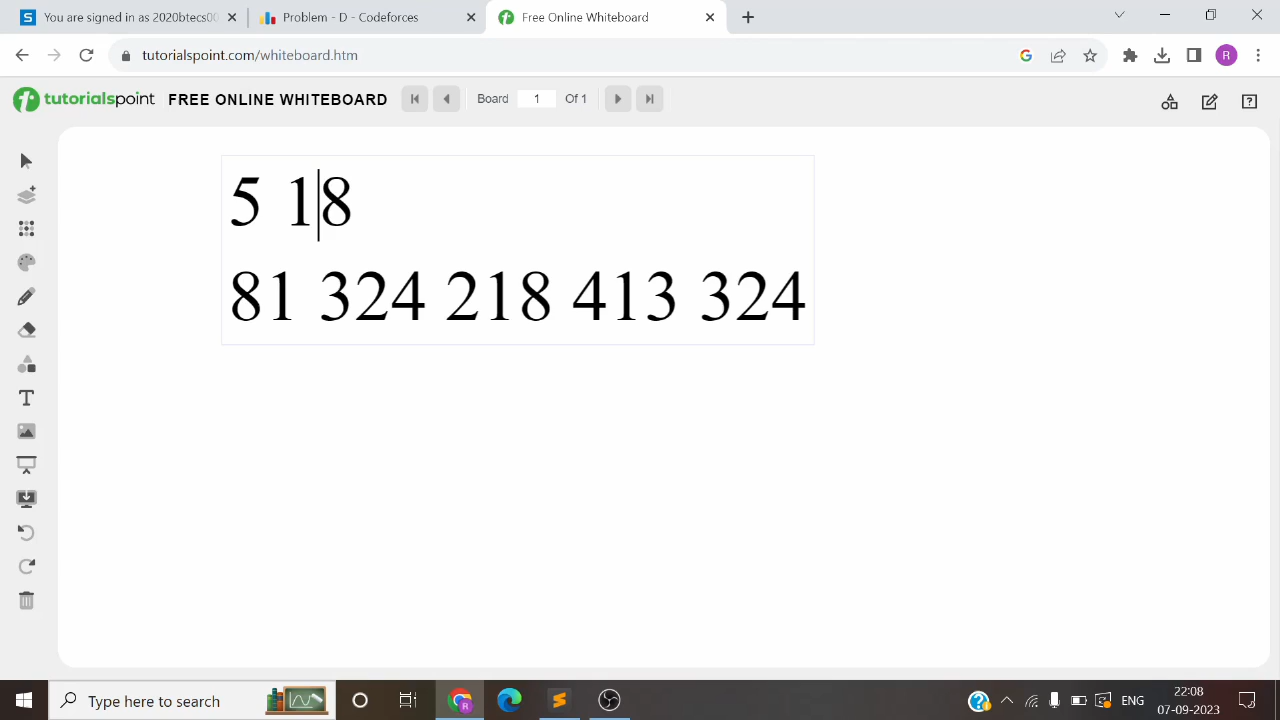 You are signed in as 2020btecs00
Problem - D - Codeforces
Free Online Whiteboard
tutorialspoint.com/whiteboard.htm
R
tutorialspoint
FREE ONLINE WHITEBOARD
Board 1 Of 1
5 18
81 324 218 413 324
Type here to search
ENG
22:08
07-09-2023